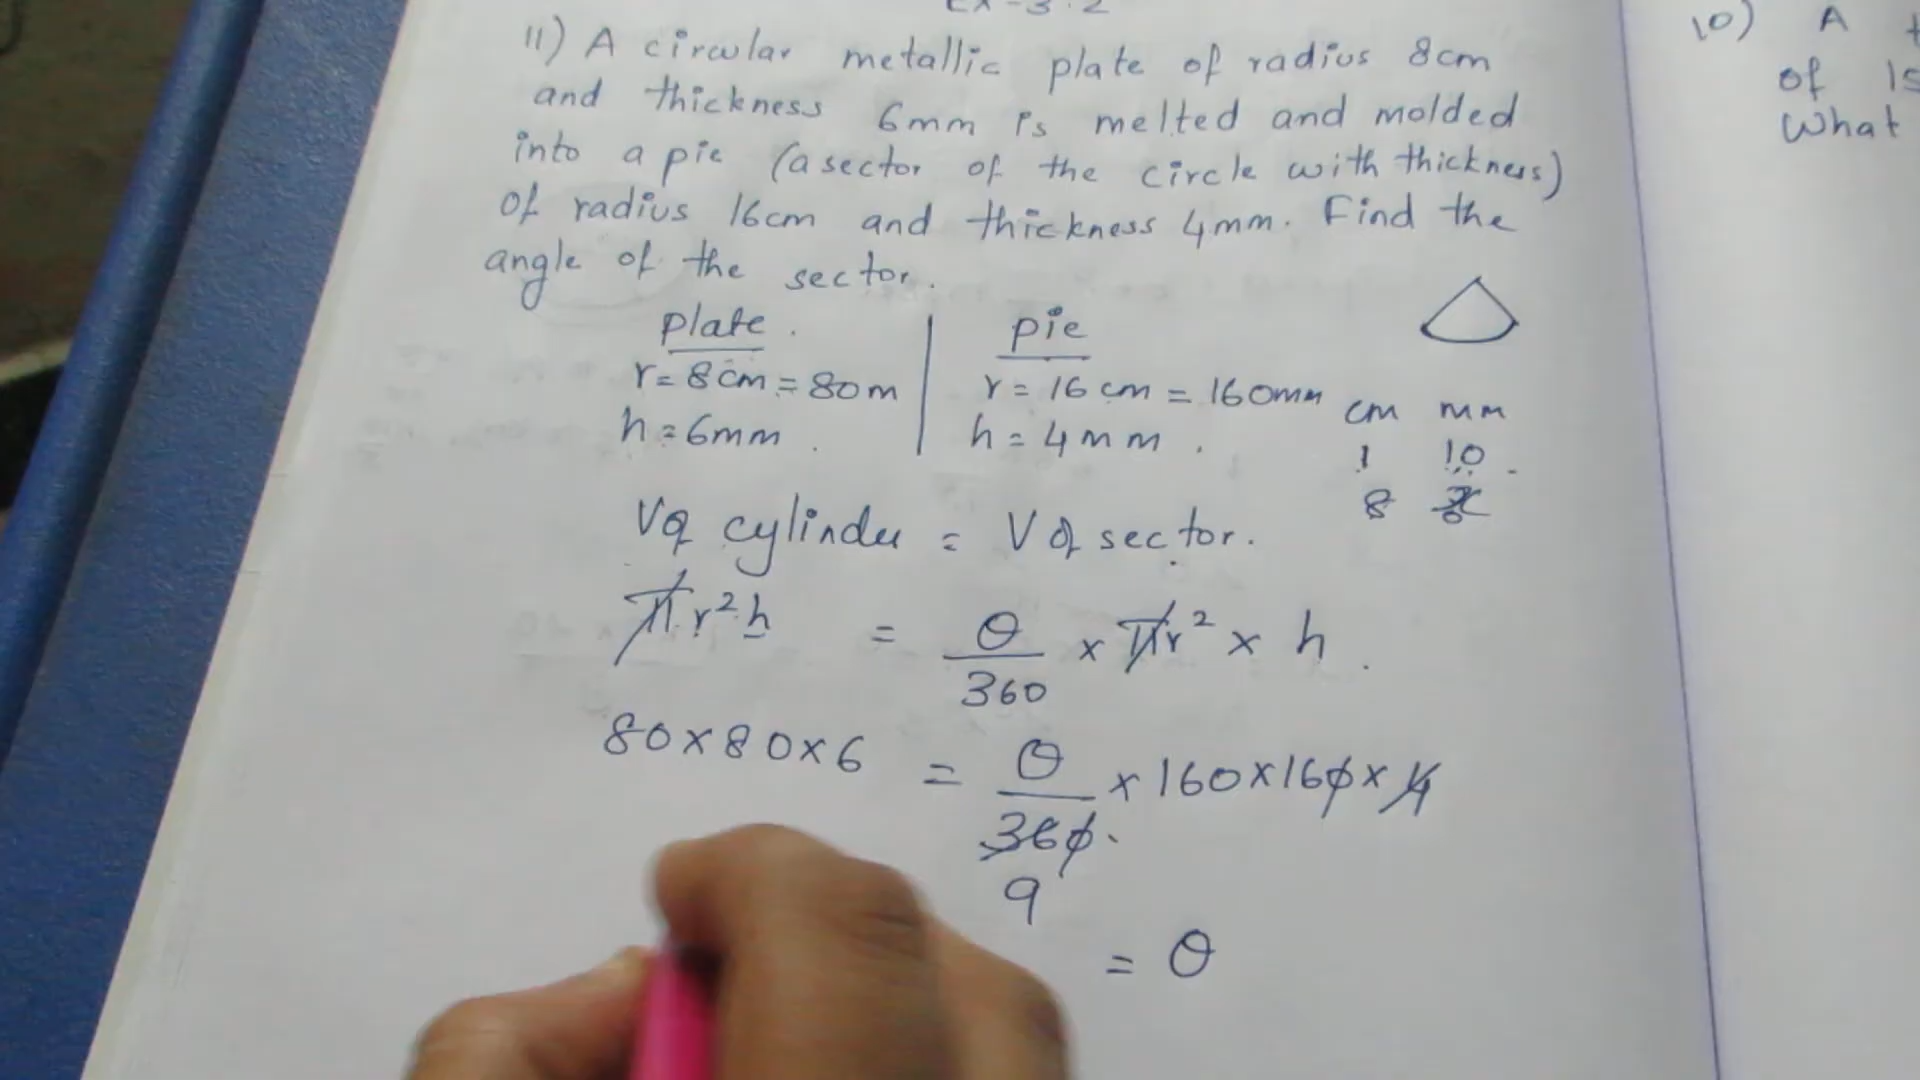 11) A circular metallic plate of radius 8cm
and thickness 6mm is melted and molded
into a pie (a sector of the circle with thickness)
of radius 16cm and thickness 4mm. Find the
angle of the sector.
plate.
r = 8cm = 80m
h = 6mm.
pie
r = 16 cm = 160mm
h = 4mm.
cm mm
1 10
8
V of cylinder = V of sector.
πr²h = θ/360 × πr² × h.
80×80×6 = θ/360 × 160×160×4
9
= θ
10) A
of
What